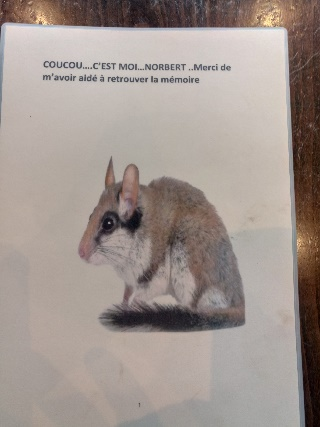 COUCOU....C'EST MOI...NORBERT ..Merci de
m'avoir aidé à retrouver la mémoire